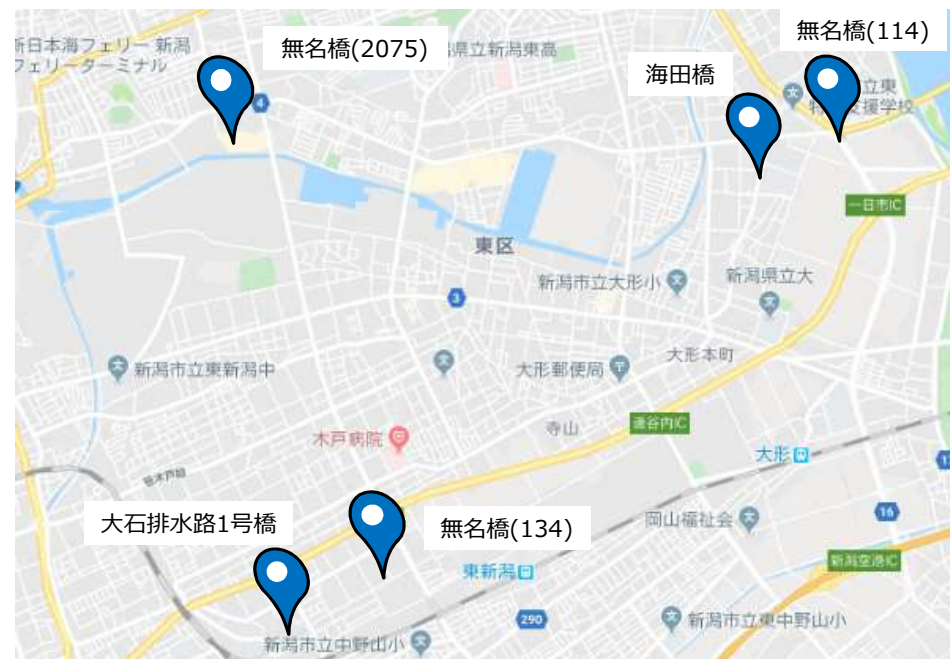 無名橋(114)
無名橋(2075)
新日本海フェリー 新潟
フェリーターミナル
県立新潟東高
海田橋
4
立東
特別支援学校
一日市IC
東区
新潟市立大形小
新潟県立大
3
大形本町
新潟市立東新潟中
大形郵便局
寺山
木戸病院
大形
大石排水路1号橋
無名橋(134)
岡山福祉会
16
新潟空港IC
東新潟
290
新潟市立東中野山小
新潟市立中野山小